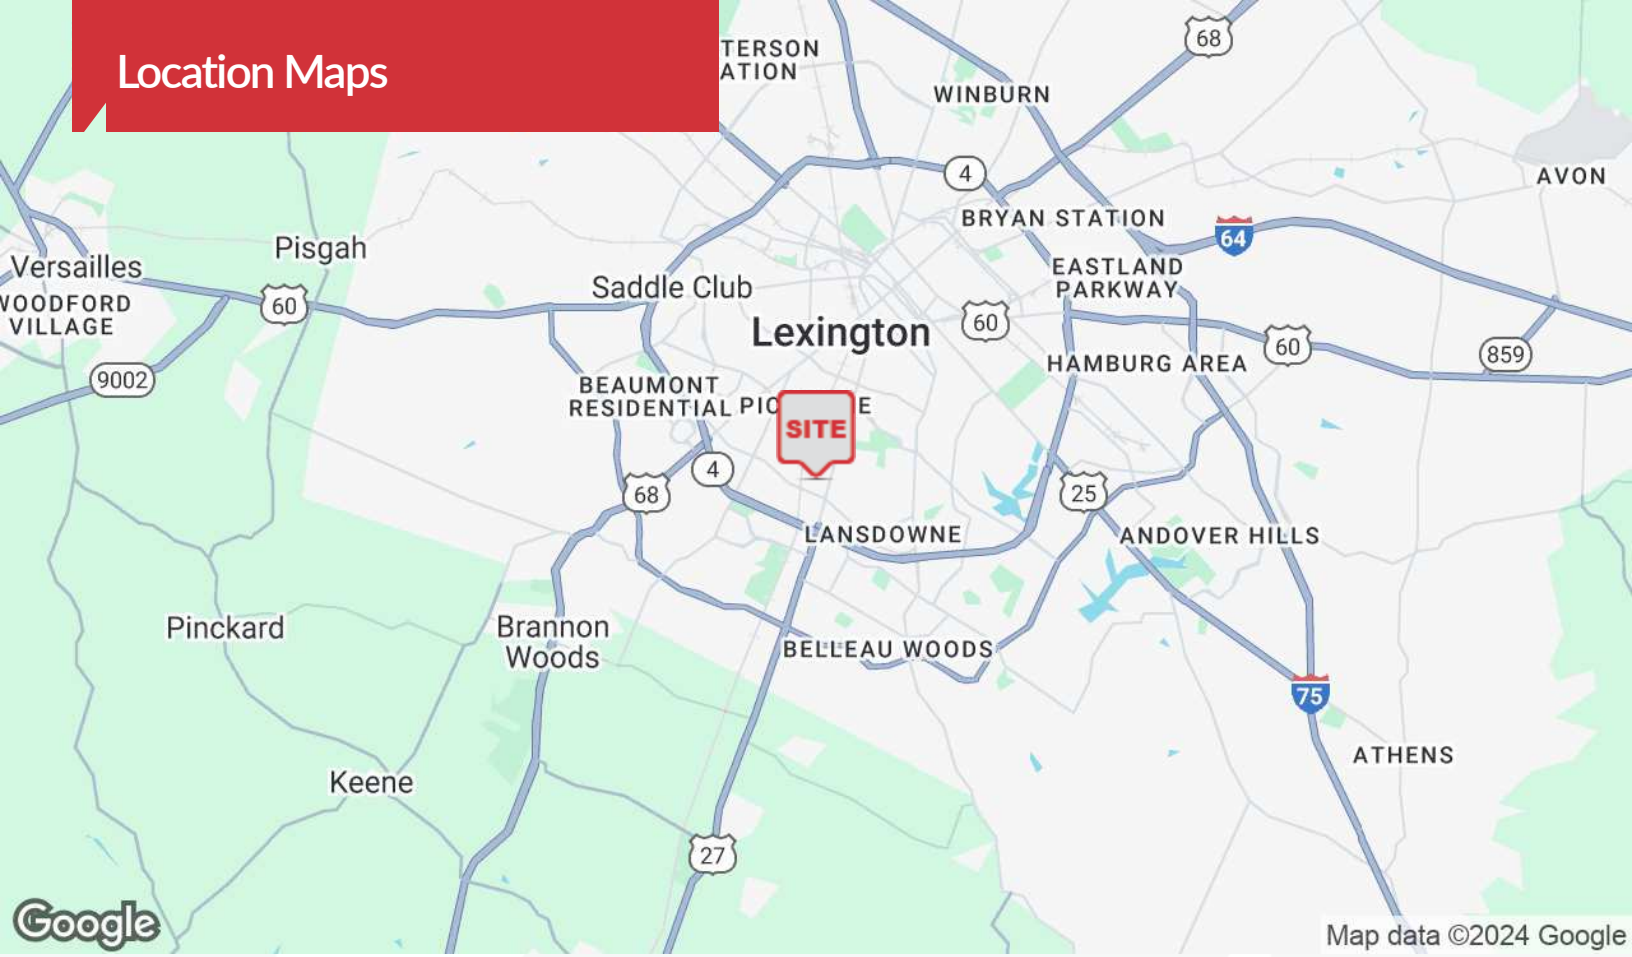 Location Maps
TERSON
ATION
68
WINBURN
4
AVON
BRYAN STATION
64
Pisgah
Versailles
WOODFORD
VILLAGE
60
Saddle Club
EASTLAND
PARKWAY
Lexington
60
60
859
HAMBURG AREA
9002
BEAUMONT
RESIDENTIAL
PIC
E
SITE
4
68
25
LANSDOWNE
ANDOVER HILLS
Pinckard
Brannon
Woods
BELLEAU WOODS
75
ATHENS
Keene
27
Google
Map data ©2024 Google